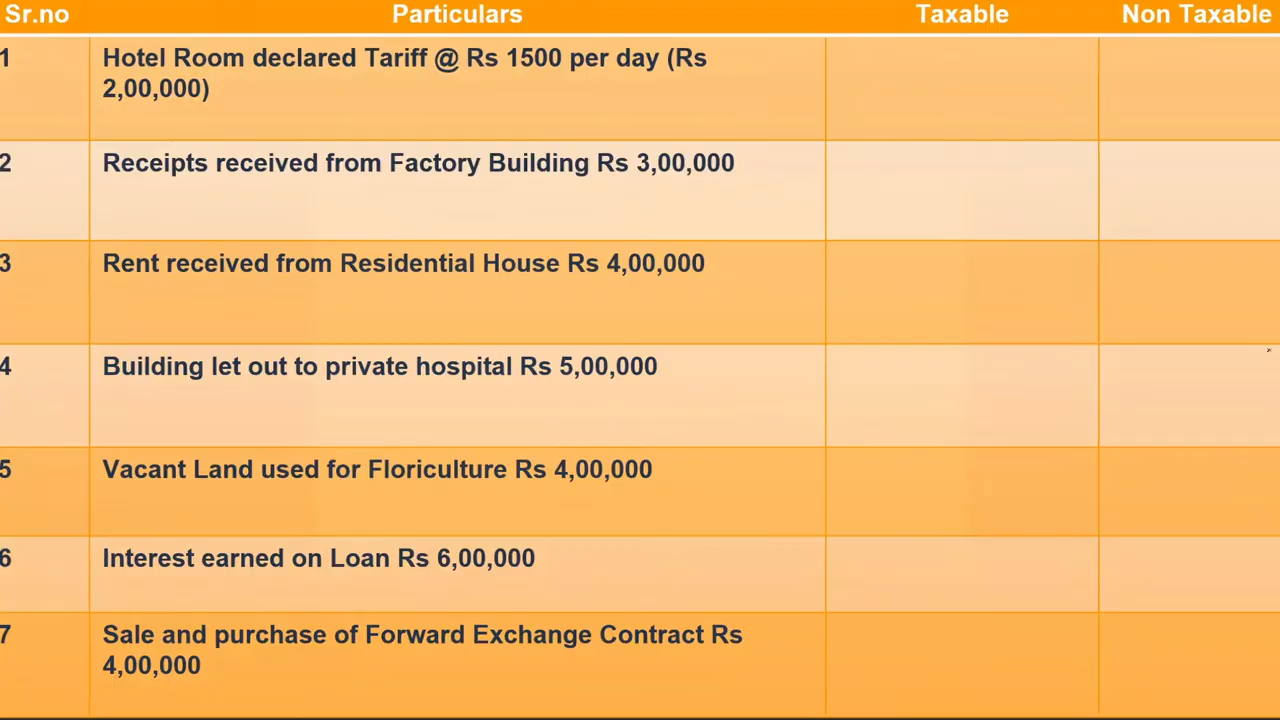 Sr.no Particulars Taxable Non Taxable
1 Hotel Room declared Tariff @ Rs 1500 per day (Rs
2,00,000)
2 Receipts received from Factory Building Rs 3,00,000
3 Rent received from Residential House Rs 4,00,000
4 Building let out to private hospital Rs 5,00,000
5 Vacant Land used for Floriculture Rs 4,00,000
6 Interest earned on Loan Rs 6,00,000
7 Sale and purchase of Forward Exchange Contract Rs
4,00,000